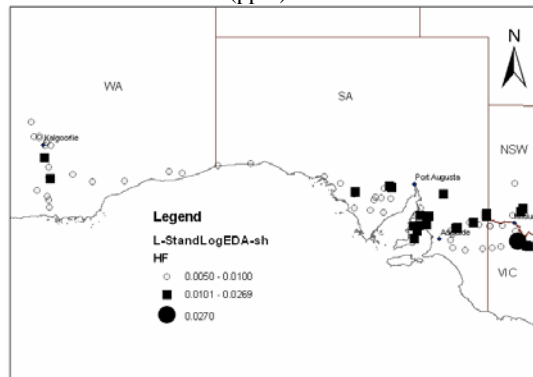 N
WA
SA
Kalgoorlie
NSW
Port Augusta
Legend
L-StandLogEDA-sh
HF
0.0050 - 0.0100
0.0101 - 0.0269
0.0270
VIC